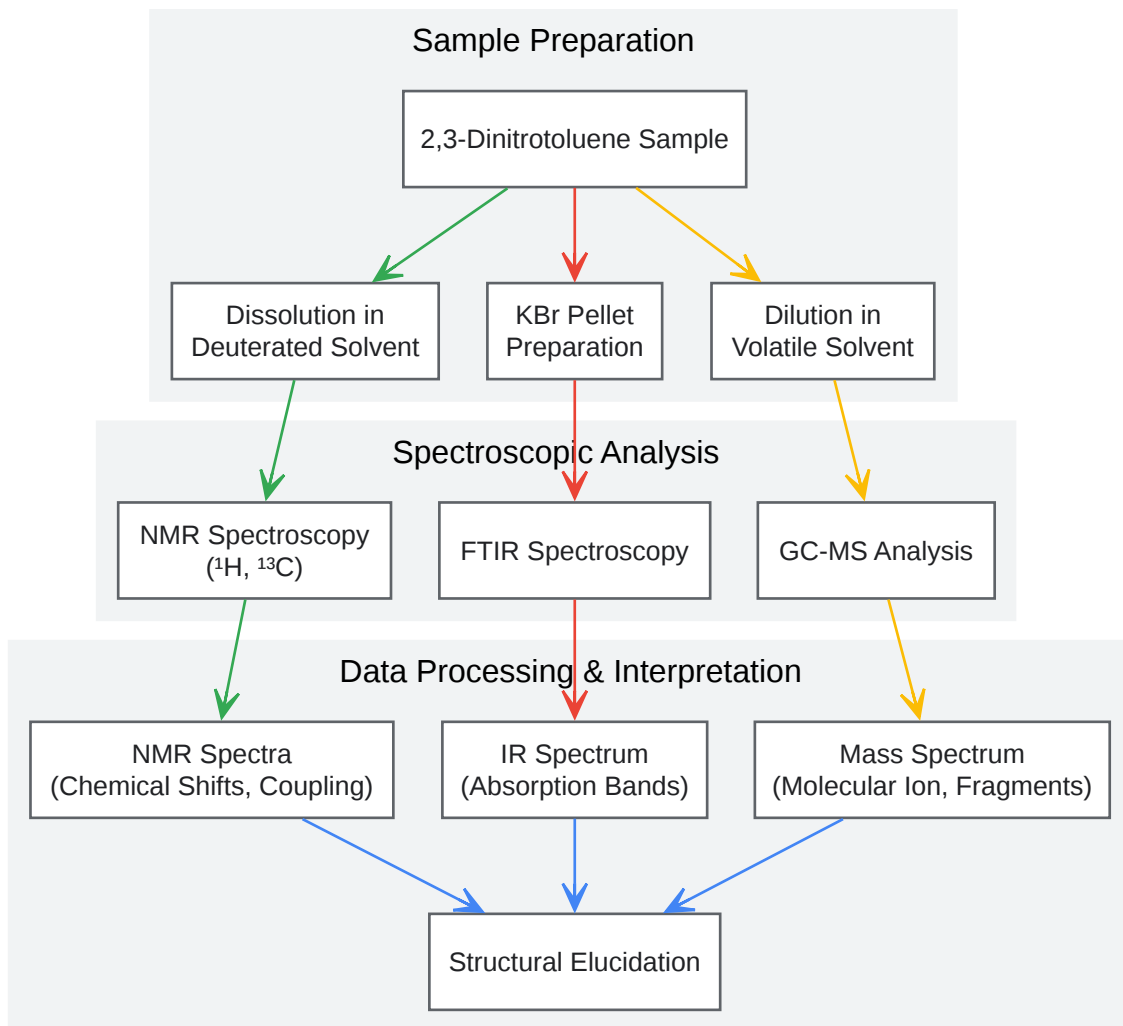 Sample Preparation
2,3-Dinitrotoluene Sample
Dissolution in
Deuterated Solvent
KBr Pellet
Preparation
Dilution in
Volatile Solvent
Spectroscopic Analysis
NMR Spectroscopy
(¹H, ¹³C)
FTIR Spectroscopy
GC-MS Analysis
Data Processing & Interpretation
NMR Spectra
(Chemical Shifts, Coupling)
IR Spectrum
(Absorption Bands)
Mass Spectrum
(Molecular Ion, Fragments)
Structural Elucidation